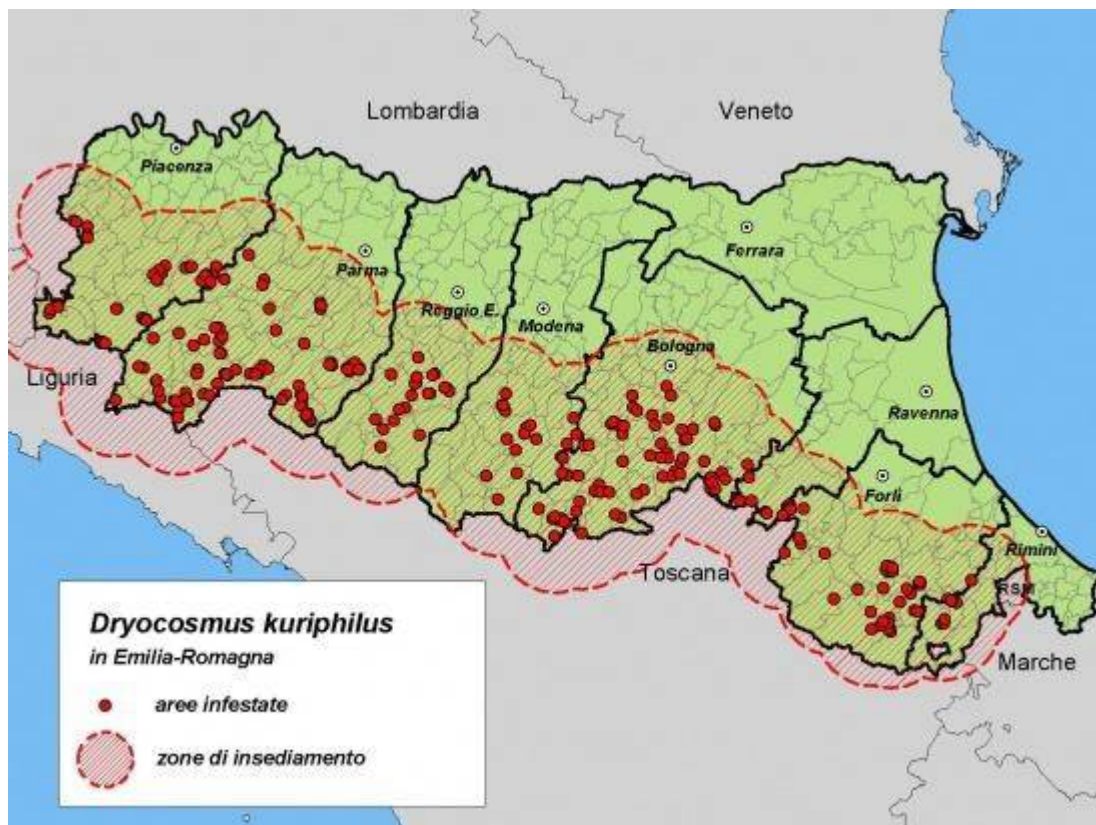 Lombardia
Veneto
Piacenza
Ferrara
Parma
Reggio E.
Modena
Bologna
Liguria
Ravenna
Forlì
Rimini
Toscana
RSM
Marche
Dryocosmus kuriphilus
in Emilia-Romagna
aree infestate
zone di insediamento